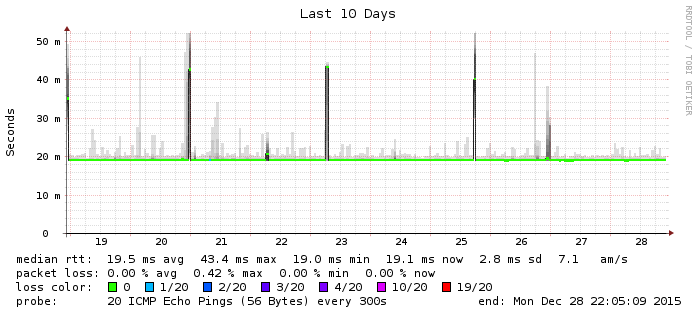 Last 10 Days
RRDTOOL / TOBI OETIKER
Seconds
50 m
40 m
30 m
20 m
10 m
0
19 20 21 22 23 24 25 26 27 28
median rtt: 19.5 ms avg 43.4 ms max 19.0 ms min 19.1 ms now 2.8 ms sd 7.1 am/s
packet loss: 0.00 % avg 0.42 % max 0.00 % min 0.00 % now
loss color: 0 1/20 2/20 3/20 4/20 10/20 19/20
probe: 20 ICMP Echo Pings (56 Bytes) every 300s end: Mon Dec 28 22:05:09 2015